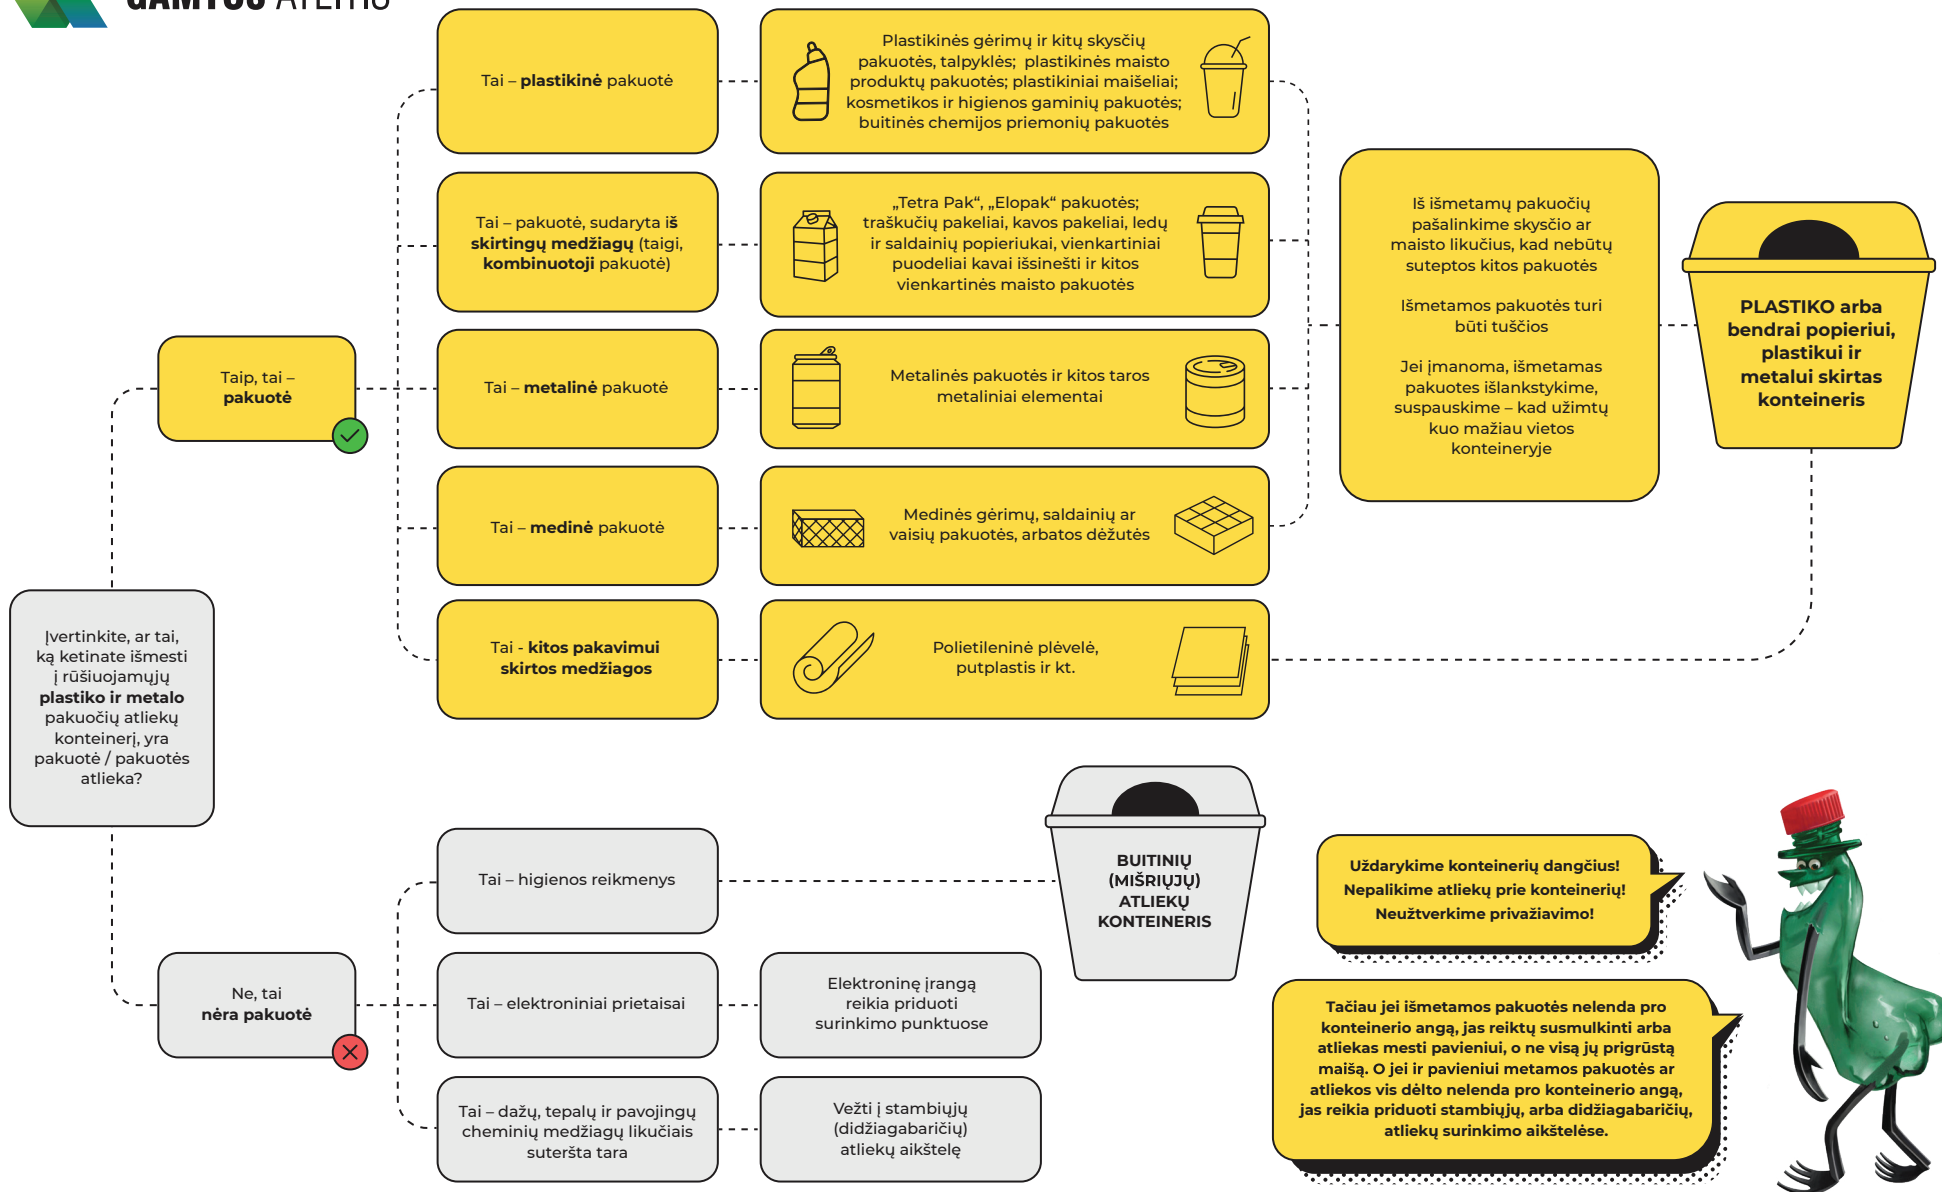 GAMTOS ATEITIS
Tai – plastikinė pakuotė
Plastikinės gėrimų ir kitų skysčių
pakuotės, talpyklės; plastikinės maisto
produktų pakuotės; plastikiniai maišeliai;
kosmetikos ir higienos gaminių pakuotės;
buitinės chemijos priemonių pakuotės
Tai – pakuotė, sudaryta iš
skirtingų medžiagų (taigi,
kombinuotoji pakuotė)
„Tetra Pak“, „Elopak“ pakuotės;
traškučių pakeliai, kavos pakeliai, ledų
ir saldainių popieriukai, vienkartiniai
puodeliai kavai išsinešti ir kitos
vienkartinės maisto pakuotės
Iš išmetamų pakuočių
pašalinkime skysčio ar
maisto likučius, kad nebūtų
suteptos kitos pakuotės
Išmetamos pakuotės turi
būti tuščios
Jei įmanoma, išmetamas
pakuotes išlankstykime,
suspauskime – kad užimtų
kuo mažiau vietos
konteineryje
PLASTIKO arba
bendrai popieriui,
plastikui ir
metalui skirtas
konteineris
Taip, tai –
pakuotė
Tai – metalinė pakuotė
Metalinės pakuotės ir kitos taros
metaliniai elementai
Tai – medinė pakuotė
Medinės gėrimų, saldainių ar
vaisių pakuotės, arbatos dėžutės
Tai - kitos pakavimui
skirtos medžiagos
Polietileninė plėvelė,
putplastis ir kt.
Įvertinkite, ar tai,
ką ketinate išmesti
į rūšiuojamųjų
plastiko ir metalo
pakuočių atliekų
konteinerį, yra
pakuotė / pakuotės
atlieka?
Tai – higienos reikmenys
BUITINIŲ
(MIŠRIŲJŲ)
ATLIEKŲ
KONTEINERIS
Ne, tai
nėra pakuotė
Tai – elektroniniai prietaisai
Elektroninę įrangą
reikia priduoti
surinkimo punktuose
Tai – dažų, tepalų ir pavojingų
cheminių medžiagų likučiais
suteršta tara
Vežti į stambiųjų
(didžiagabaričių)
atliekų aikštelę
Uždarykime konteinerių dangčius!
Nepalikime atliekų prie konteinerių!
Neužtverkime privažiavimo!
Tačiau jei išmetamos pakuotės nelenda pro
konteinerio angą, jas reiktų susmulkinti arba
atliekas mesti pavieniui, o ne visą jų prigrūstą
maišą. O jei ir pavieniui metamos pakuotės ar
atliekos vis dėlto nelenda pro konteinerio angą,
jas reikia priduoti stambiųjų, arba didžiagabaričių,
atliekų surinkimo aikštelėse.